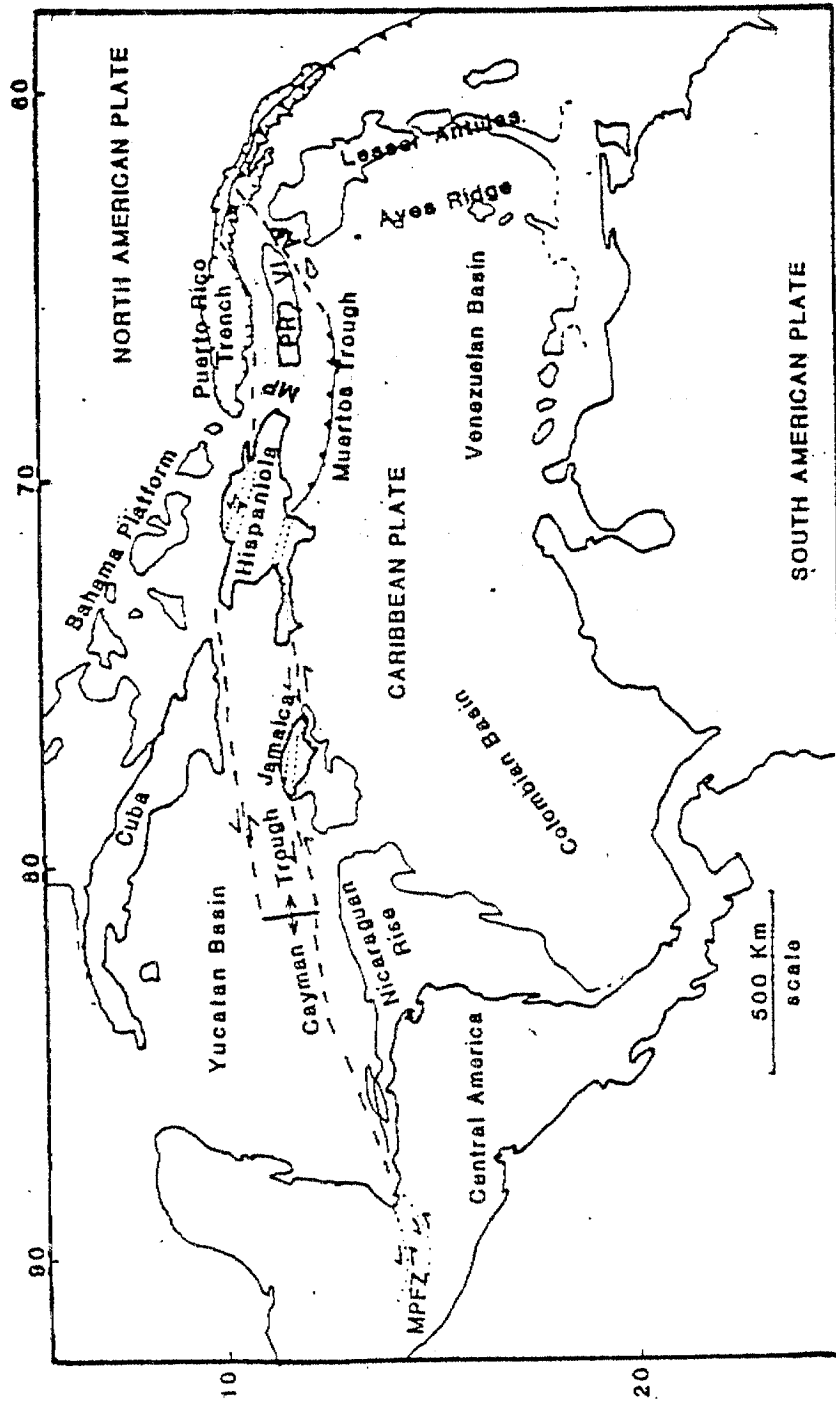 90
80
70
60
10
20
NORTH AMERICAN PLATE
Bahama Platform
Puerto Rico
Trench
Cuba
Yucatan Basin
Cayman Trough
Jamaica
Hispaniola
MP
PR
VI
Muertos Trough
Lesser Antilles
Aves Ridge
Nicaraguan
Rise
CARIBBEAN PLATE
Venezuelan Basin
Colombian Basin
MPFZ
Central America
SOUTH AMERICAN PLATE
500 Km
scale